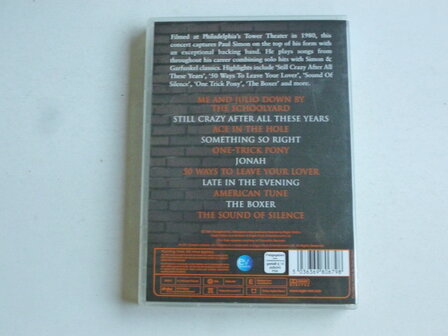 Filmed at Philadelphia's Tower Theater in 1980, this
concert captures Paul Simon on the top of his form with
an exceptional backing band. He plays songs from
throughout his career combining solo hits with Simon &
Garfunkel classics. Highlights include 'Still Crazy After All
These Years', '50 Ways To Leave Your Lover', 'Sound Of
Silence', 'One Trick Pony', 'The Boxer' and more.
ME AND JULIO DOWN BY
THE SCHOOLYARD
STILL CRAZY AFTER ALL THESE YEARS
ACE IN THE HOLE
SOMETHING SO RIGHT
ONE-TRICK PONY
JONAH
50 WAYS TO LEAVE YOUR LOVER
LATE IN THE EVENING
AMERICAN TUNE
THE BOXER
THE SOUND OF SILENCE
5 036369 826798